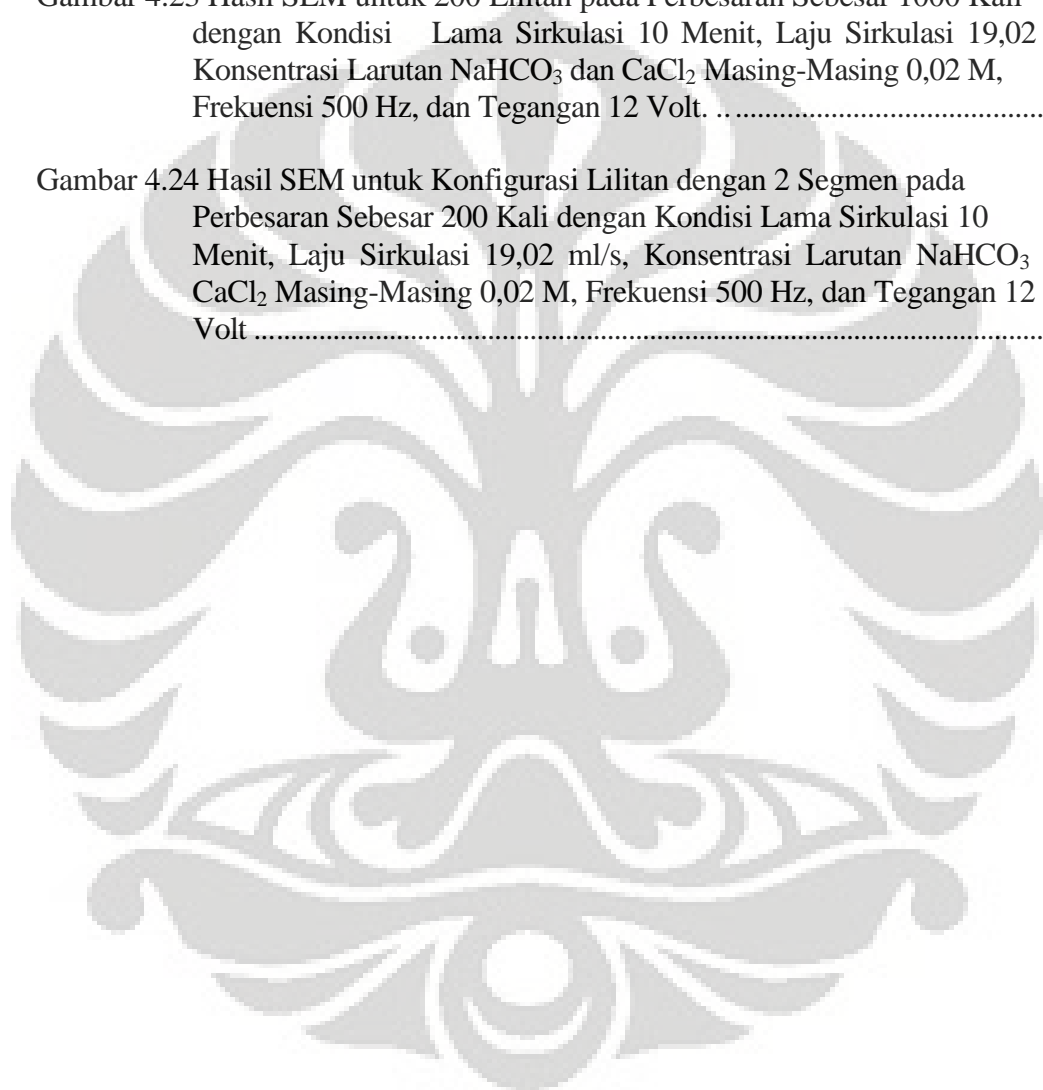 Gambar 4.23 Hasil SEM untuk 200 Lilitan pada Perbesaran Sebesar 1000 Kali
dengan Kondisi Lama Sirkulasi 10 Menit, Laju Sirkulasi 19,02
Konsentrasi Larutan NaHCO₃ dan CaCl₂ Masing-Masing 0,02 M,
Frekuensi 500 Hz, dan Tegangan 12 Volt. ..........................................
Gambar 4.24 Hasil SEM untuk Konfigurasi Lilitan dengan 2 Segmen pada
Perbesaran Sebesar 200 Kali dengan Kondisi Lama Sirkulasi 10
Menit, Laju Sirkulasi 19,02 ml/s, Konsentrasi Larutan NaHCO₃
CaCl₂ Masing-Masing 0,02 M, Frekuensi 500 Hz, dan Tegangan 12
Volt ....................................................................................................